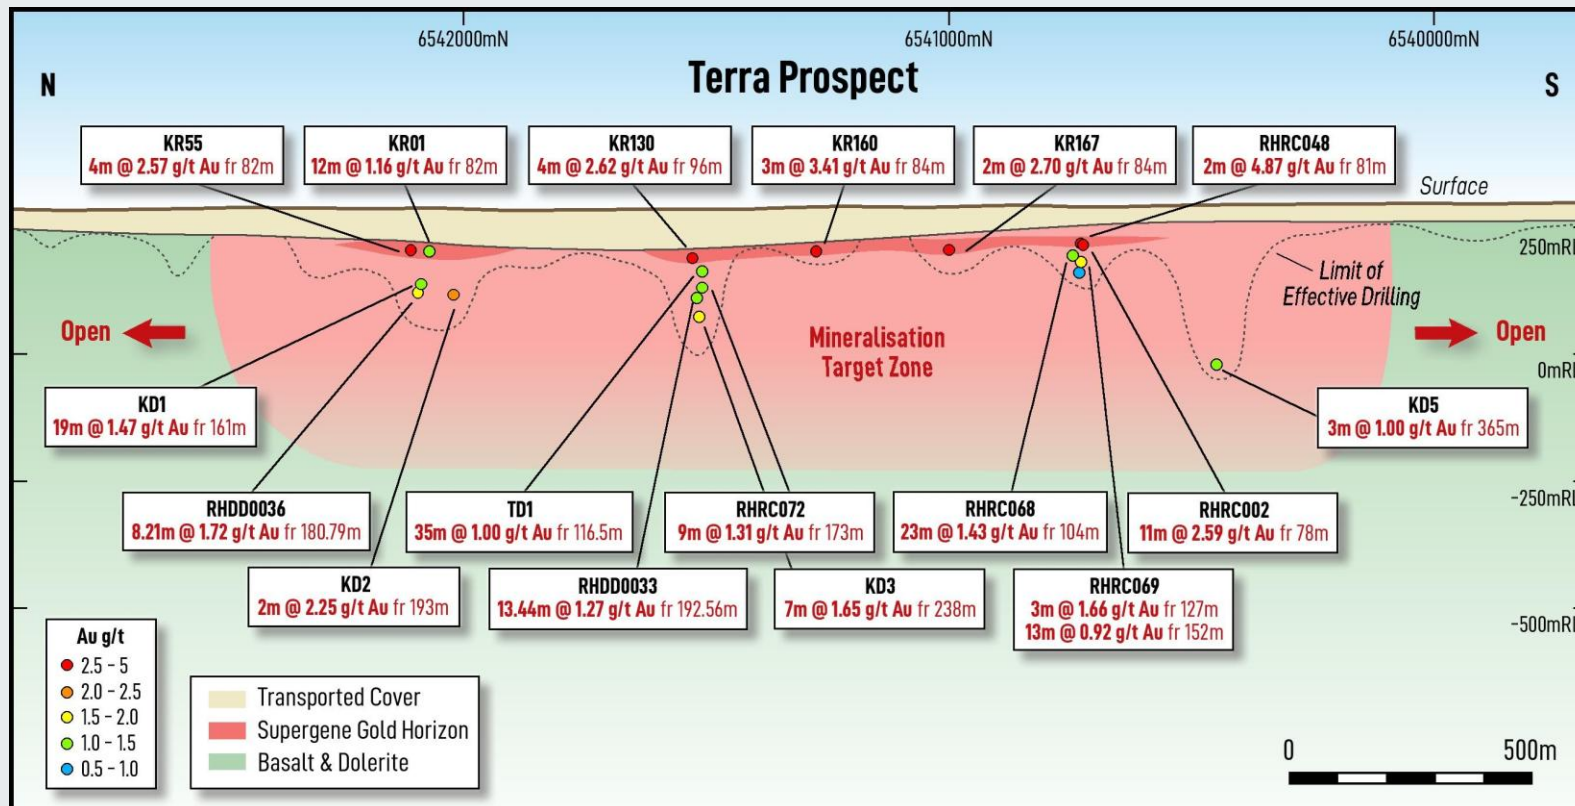 6542000mN
6541000mN
6540000mN
Terra Prospect
N
S
KR55
4m @ 2.57 g/t Au fr 82m
KR01
12m @ 1.16 g/t Au fr 82m
KR130
4m @ 2.62 g/t Au fr 96m
KR160
3m @ 3.41 g/t Au fr 84m
KR167
2m @ 2.70 g/t Au fr 84m
RHRC048
2m @ 4.87 g/t Au fr 81m
Surface
250mRl
Limit of
Effective Drilling
Open
Mineralisation
Target Zone
Open
0mRl
KD1
19m @ 1.47 g/t Au fr 161m
KD5
3m @ 1.00 g/t Au fr 365m
RHDD0036
8.21m @ 1.72 g/t Au fr 180.79m
TD1
35m @ 1.00 g/t Au fr 116.5m
RHRC072
9m @ 1.31 g/t Au fr 173m
RHRC068
23m @ 1.43 g/t Au fr 104m
RHRC002
11m @ 2.59 g/t Au fr 78m
-250mRl
KD2
2m @ 2.25 g/t Au fr 193m
RHDD0033
13.44m @ 1.27 g/t Au fr 192.56m
KD3
7m @ 1.65 g/t Au fr 238m
RHRC069
3m @ 1.66 g/t Au fr 127m
13m @ 0.92 g/t Au fr 152m
-500mRl
Au g/t
2.5 – 5
2.0 – 2.5
1.5 – 2.0
1.0 – 1.5
0.5 – 1.0
Transported Cover
Supergene Gold Horizon
Basalt & Dolerite
0
500m